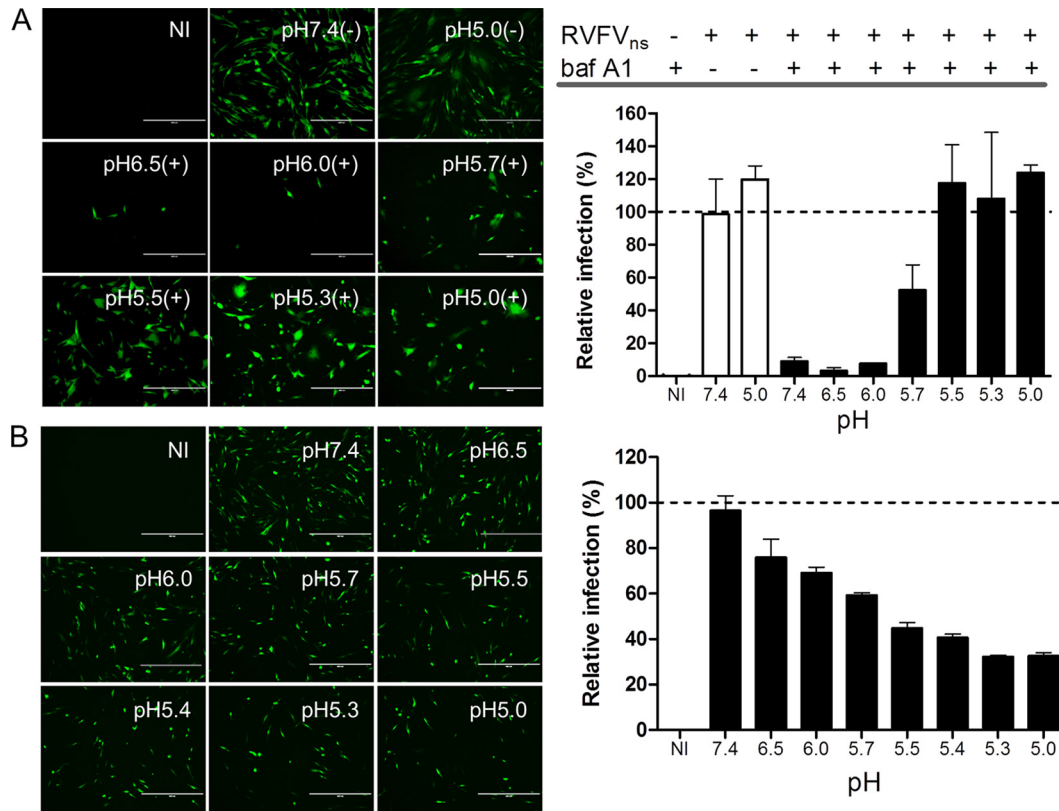 A
NI
pH7.4(-)
pH5.0(-)
pH6.5(+)
pH6.0(+)
pH5.7(+)
pH5.5(+)
pH5.3(+)
pH5.0(+)
RVFVns - + + + + + + + + +
baf A1 + - - + + + + + + +
Relative infection (%)
160
140
120
100
80
60
40
20
0
NI 7.4 5.0 7.4 6.5 6.0 5.7 5.5 5.3 5.0
pH
B
NI
pH7.4
pH6.5
pH6.0
pH5.7
pH5.5
pH5.4
pH5.3
pH5.0
Relative infection (%)
120
100
80
60
40
20
0
NI 7.4 6.5 6.0 5.7 5.5 5.4 5.3 5.0
pH